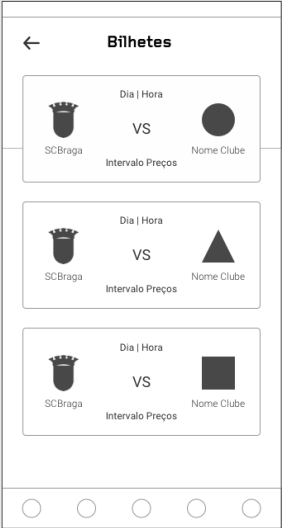 Bilhetes
Dia | Hora
VS
SCBraga
Nome Clube
Intervalo Preços
Dia | Hora
VS
SCBraga
Nome Clube
Intervalo Preços
Dia | Hora
VS
SCBraga
Nome Clube
Intervalo Preços